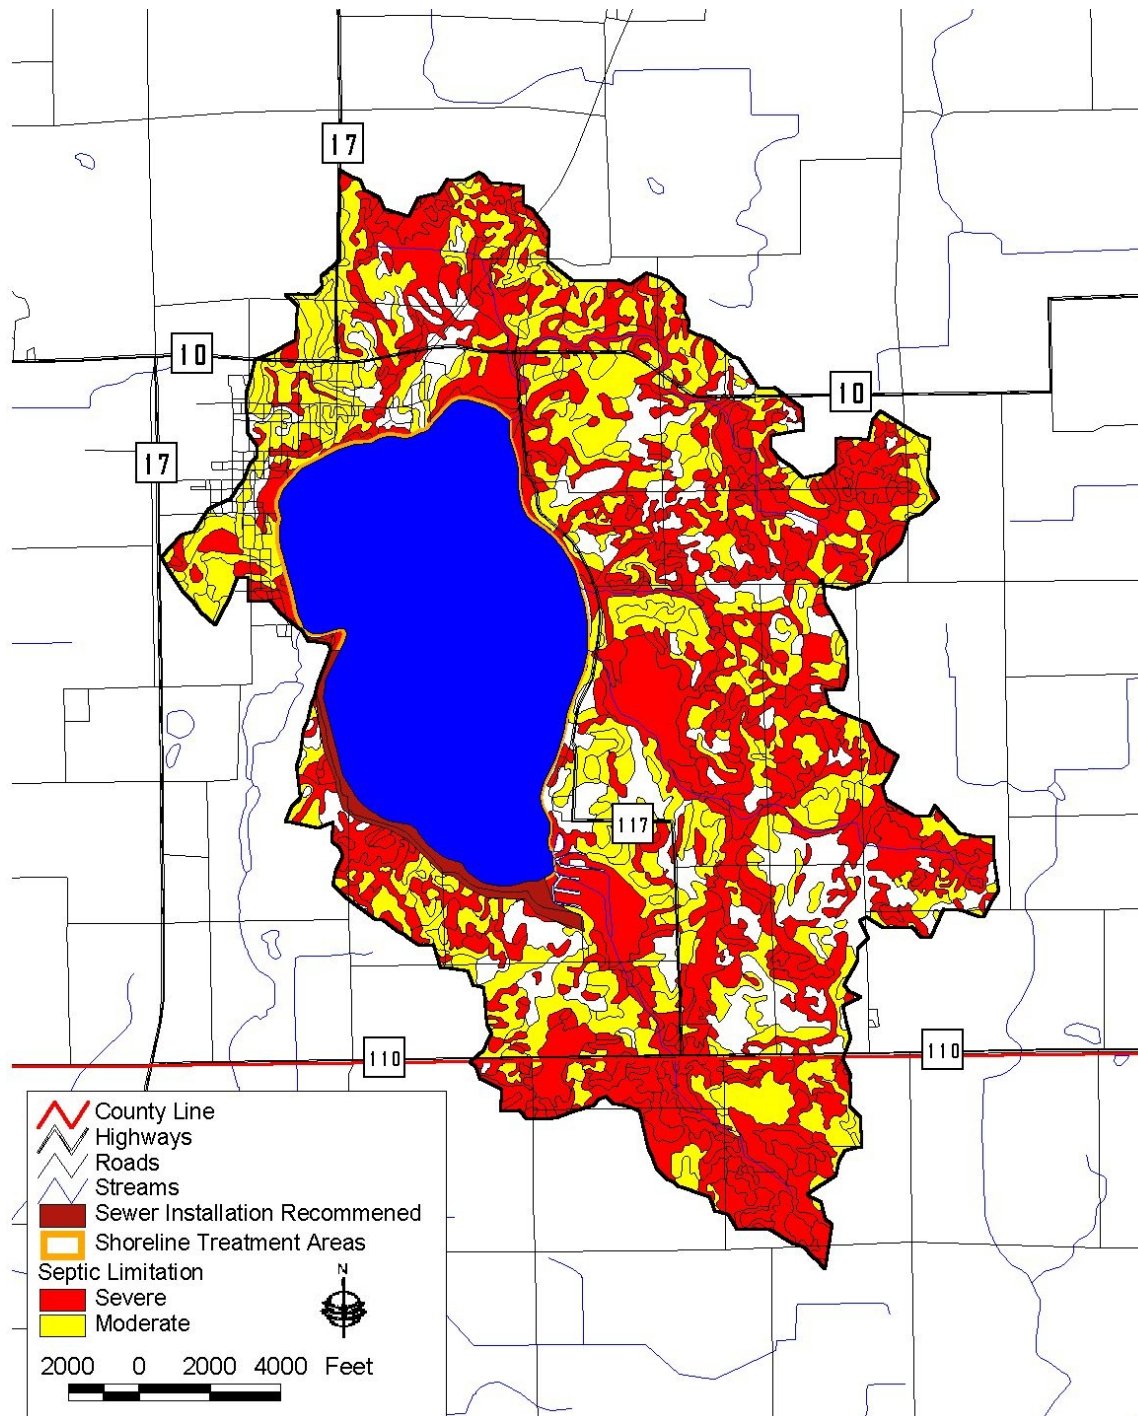 17
10
10
17
117
110
110
County Line
Highways
Roads
Streams
Sewer Installation Recommened
Shoreline Treatment Areas
Septic Limitation
N
Severe
Moderate
2000 0 2000 4000 Feet